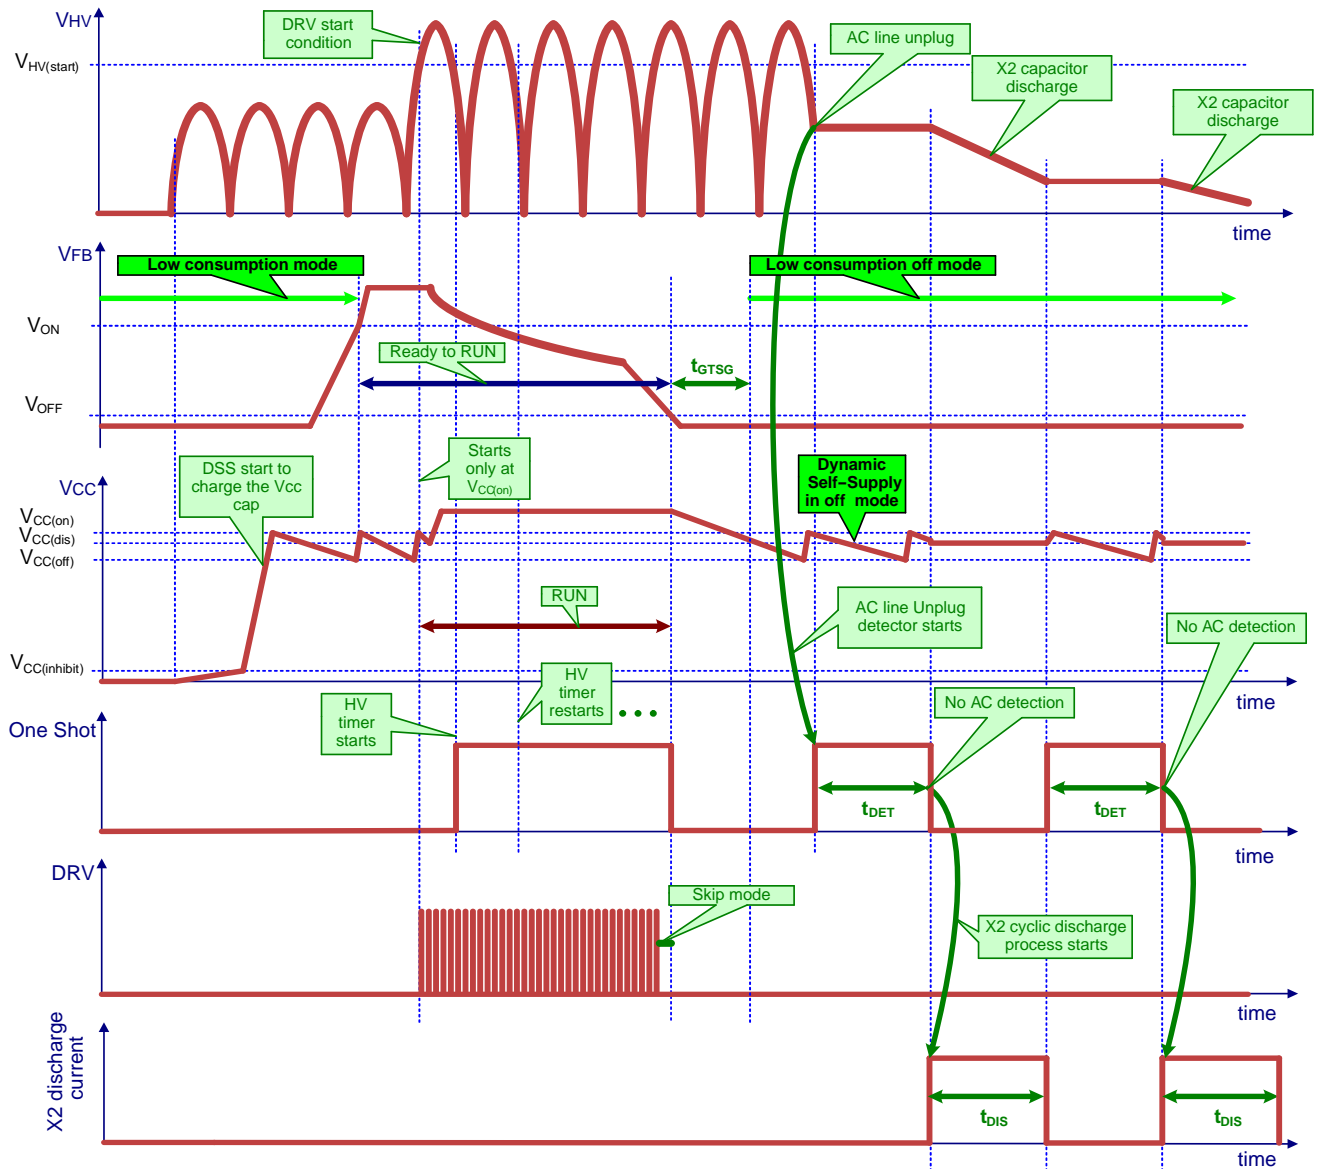 VHV
DRV start
condition
AC line unplug
VHV(start)
X2 capacitor
discharge
X2 capacitor
discharge
time
VFB
Low consumption mode
Low consumption off mode
VON
Ready to RUN
tGTSG
VOFF
DSS start to
charge the Vcc
cap
Starts
only at
VCC(on)
Dynamic
Self-Supply
in off mode
VCC
VCC(on)
VCC(dis)
VCC(off)
RUN
AC line Unplug
detector starts
No AC detection
VCC(inhibit)
HV
timer
restarts
time
HV
timer
starts
No AC detection
One Shot
tDET
tDET
time
DRV
Skip mode
X2 cyclic discharge
process starts
time
X2 discharge
current
tDIS
tDIS
time